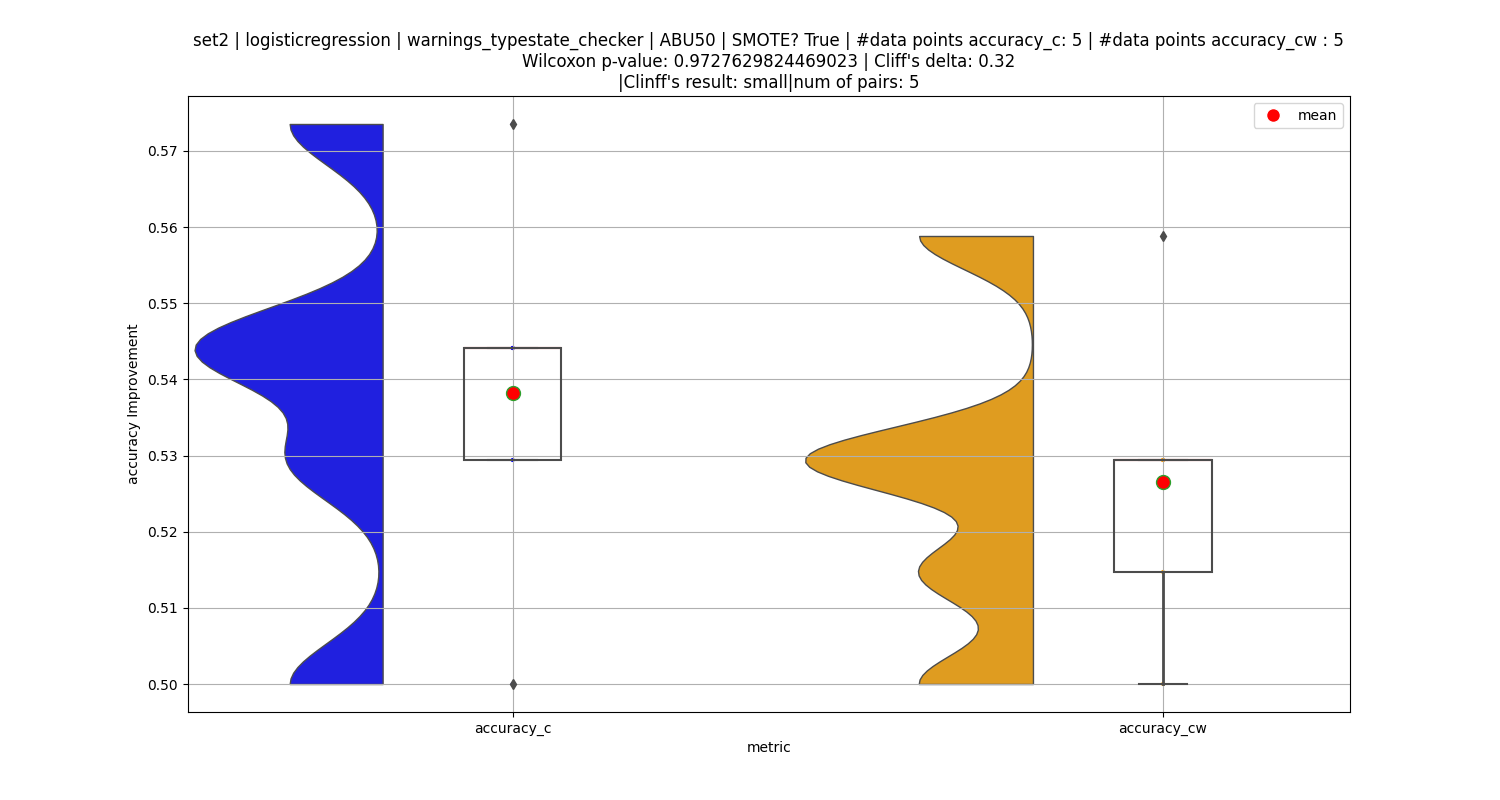 set2 | logisticregression | warnings_typestate_checker | ABU50 | SMOTE? True | #data points accuracy_c: 5 | #data points accuracy_cw : 5
Wilcoxon p-value: 0.9727629824469023 | Cliff's delta: 0.32
|Clinff's result: small|num of pairs: 5
mean
0.57
0.56
0.55
0.54
0.53
0.52
0.51
0.50
accuracy Improvement
accuracy_c
accuracy_cw
metric